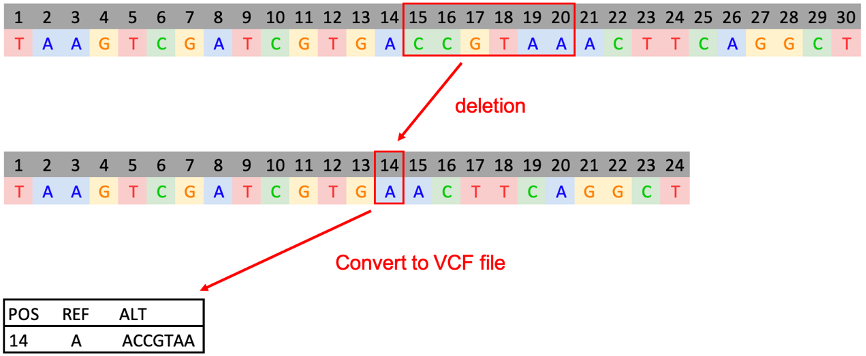 1 2 3 4 5 6 7 8 9 10 11 12 13 14 15 16 17 18 19 20 21 22 23 24 25 26 27 28 29 30
T A A G T C G A T C G T G A C C G T A A A C T T C A G G C T
deletion
1 2 3 4 5 6 7 8 9 10 11 12 13 14 15 16 17 18 19 20 21 22 23 24
T A A G T C G A T C G T G A A C T T C A G G C T
Convert to VCF file
POS REF ALT
14 A ACCGTAA